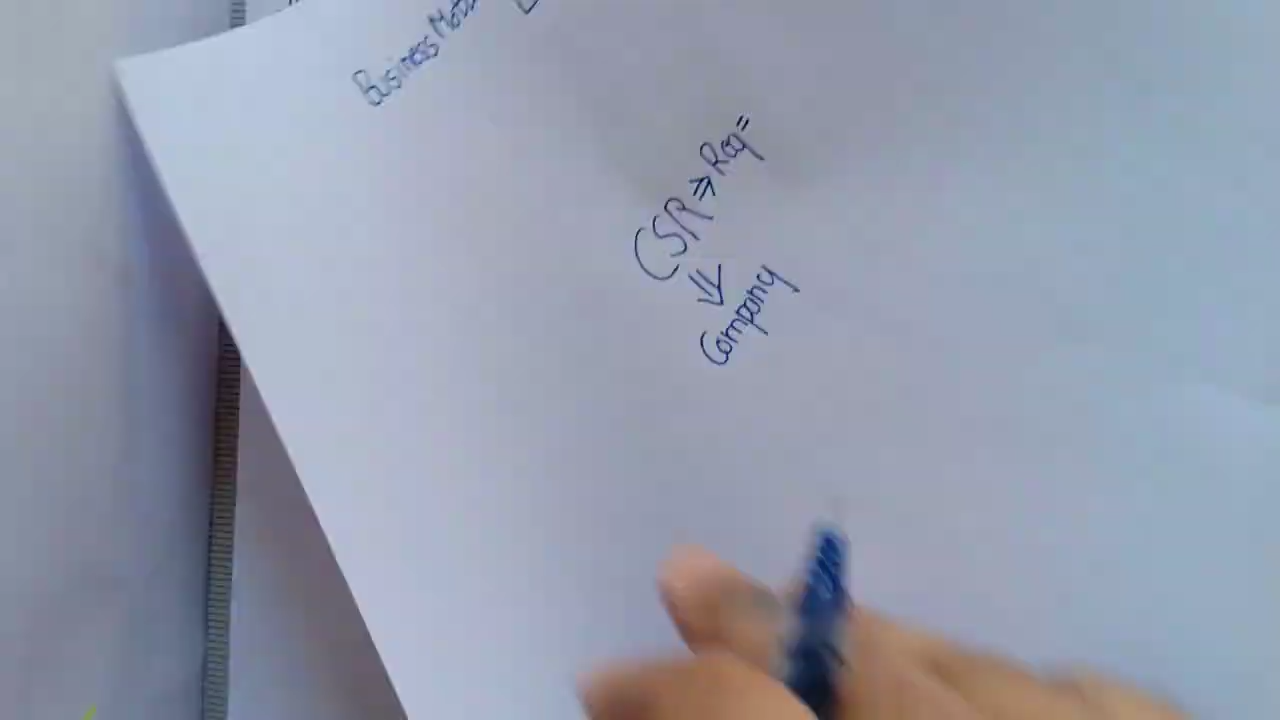 Business
CSR ⇒ Req=
⇓
Company